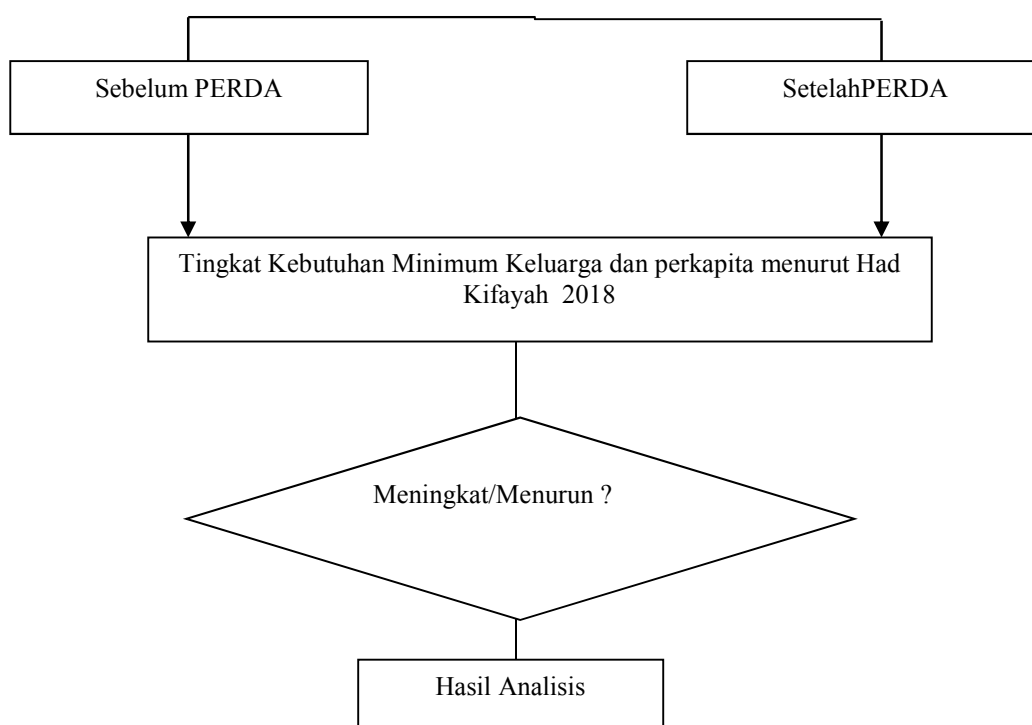 Sebelum PERDA
SetelahPERDA
Tingkat Kebutuhan Minimum Keluarga dan perkapita menurut Had
Kifayah 2018
Meningkat/Menurun ?
Hasil Analisis